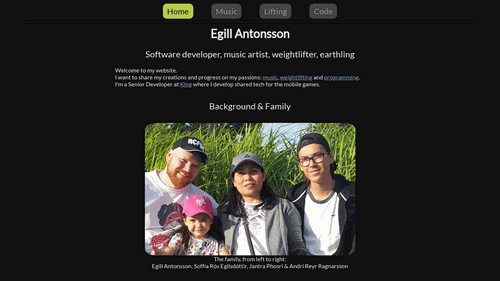 Home
Music
Lifting
Code
Egill Antonsson
Software developer, music artist, weightlifter, earthling
Welcome to my website.
I want to share my creations and progress on my passions: music, weightlifting and programming.
I'm a Senior Developer at King where I develop shared tech for the mobile games.
Background & Family
The family, from left to right:
Egill Antonsson, Soffía Rós Egilsdóttir, Jantra Phosri & Andri Reyr Ragnarsson